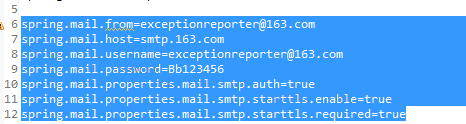 5
6 spring.mail.from=exceptionreporter@163.com
7 spring.mail.host=smtp.163.com
8 spring.mail.username=exceptionreporter@163.com
9 spring.mail.password=Bb123456
10 spring.mail.properties.mail.smtp.auth=true
11 spring.mail.properties.mail.smtp.starttls.enable=true
12 spring.mail.properties.mail.smtp.starttls.required=true